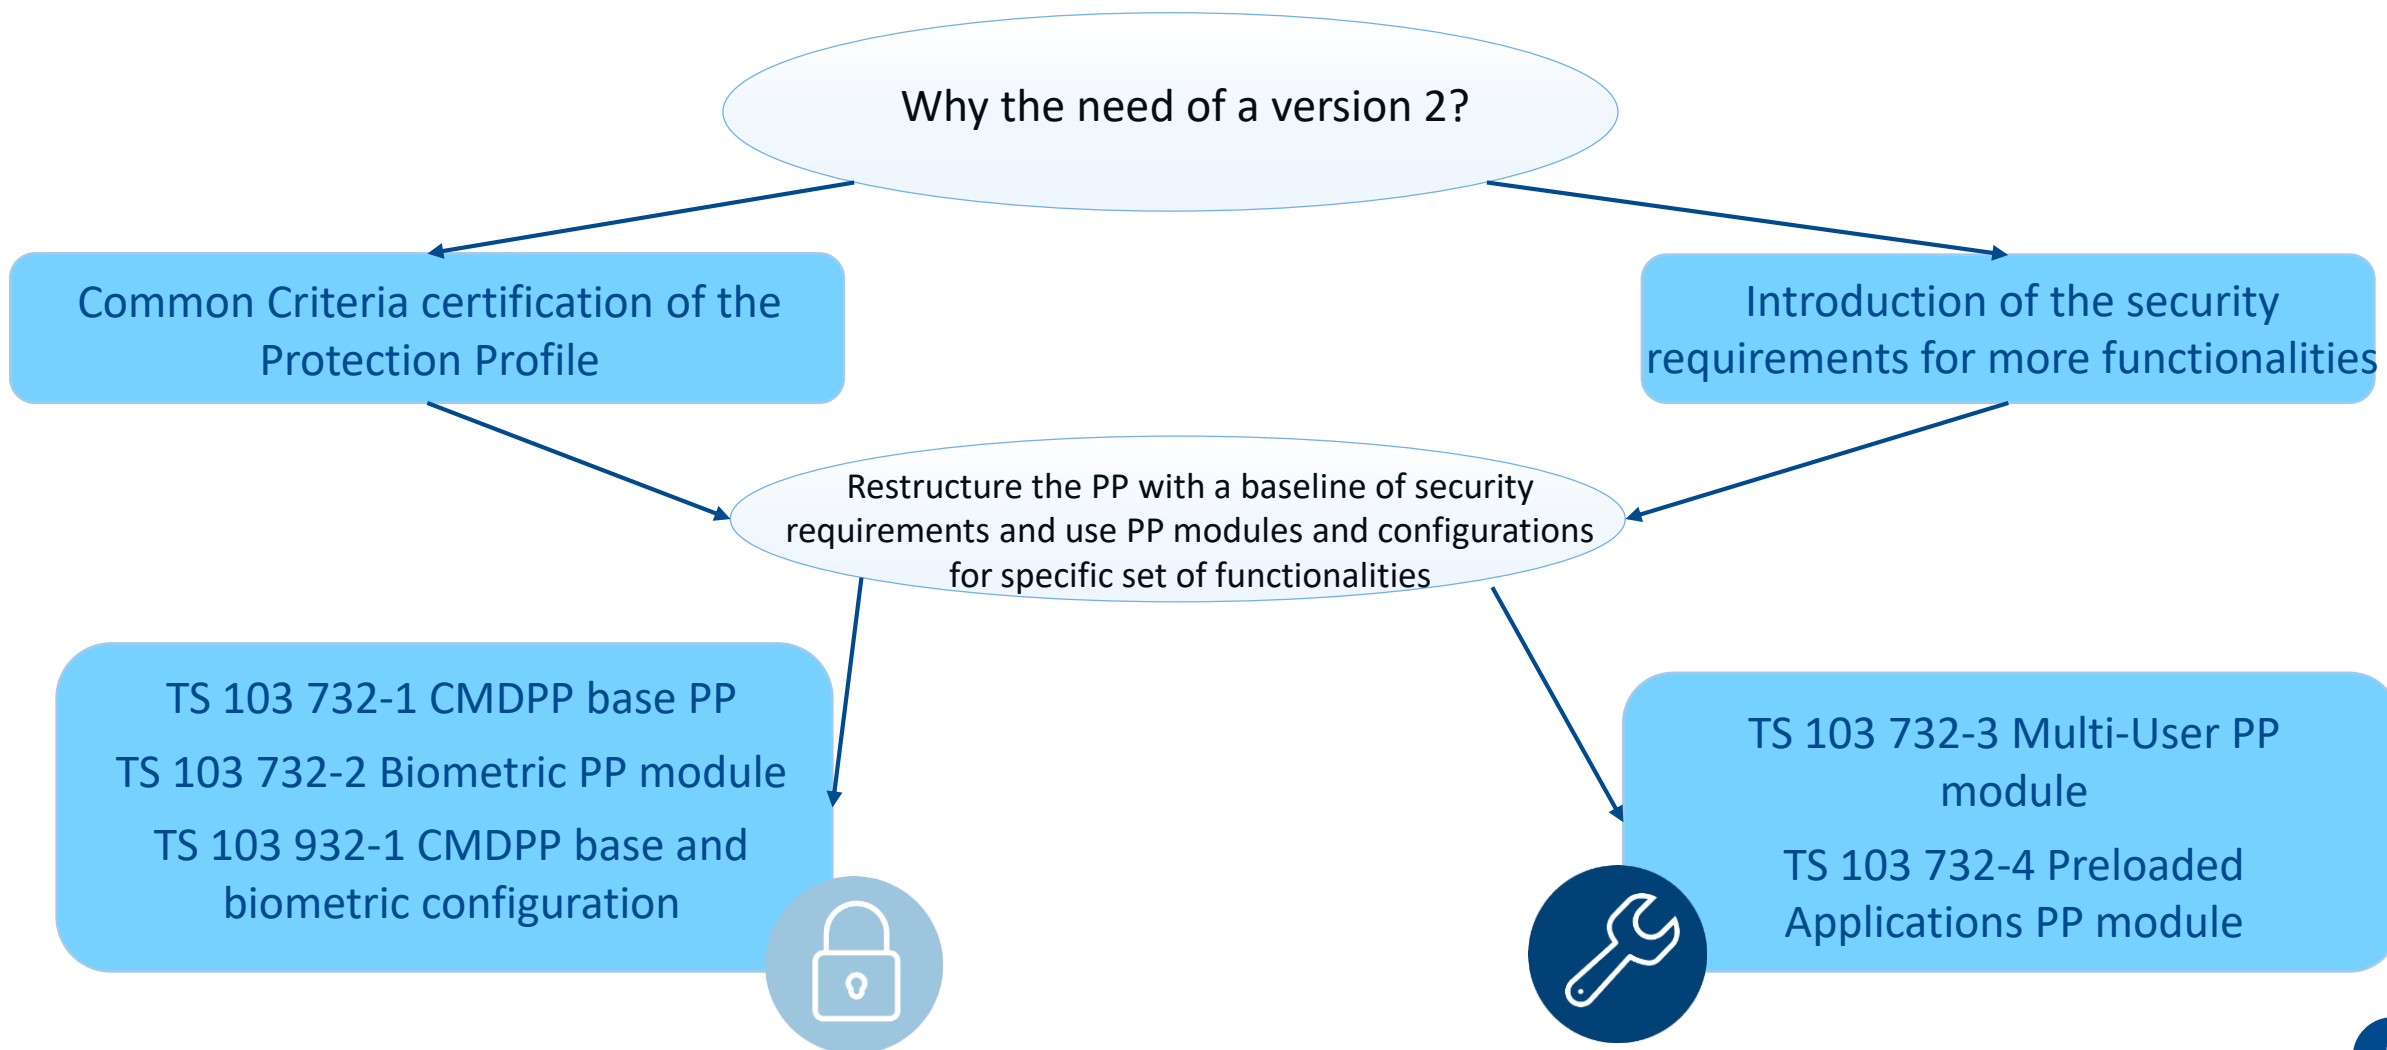 Why the need of a version 2?
Common Criteria certification of the
Protection Profile
Introduction of the security
requirements for more functionalities
Restructure the PP with a baseline of security
requirements and use PP modules and configurations
for specific set of functionalities
TS 103 732-1 CMDPP base PP
TS 103 732-2 Biometric PP module
TS 103 932-1 CMDPP base and
biometric configuration
TS 103 732-3 Multi-User PP
module
TS 103 732-4 Preloaded
Applications PP module